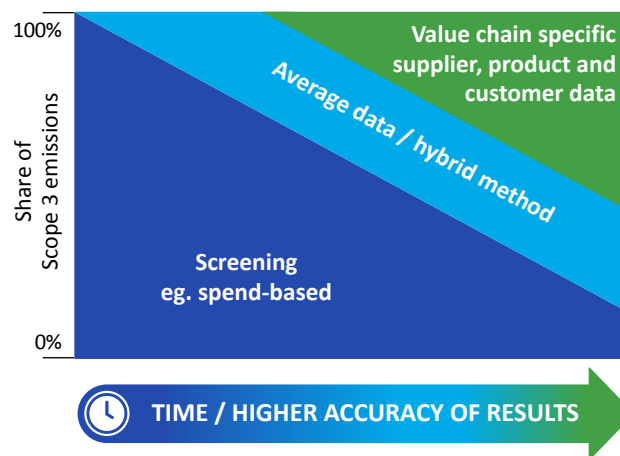 100%
Value chain specific
supplier, product and
customer data
Average data / hybrid method
Share of
Scope 3 emissions
Screening
eg. spend-based
0%
TIME / HIGHER ACCURACY OF RESULTS